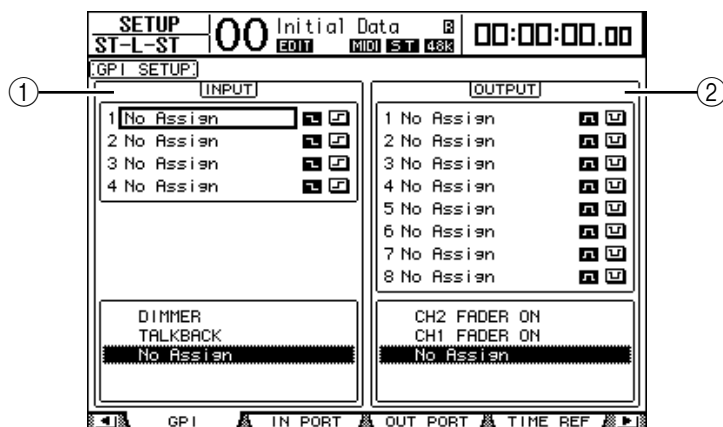 SETUP
ST-L-ST
00
Initial Data
EDIT
MIDI ST 48K
00:00:00.00
GPI SETUP
1
INPUT
OUTPUT
2
1 No Assign
2 No Assign
3 No Assign
4 No Assign
1 No Assign
2 No Assign
3 No Assign
4 No Assign
5 No Assign
6 No Assign
7 No Assign
8 No Assign
DIMMER
TALKBACK
No Assign
CH2 FADER ON
CH1 FADER ON
No Assign
GPI
IN PORT
OUT PORT
TIME REF